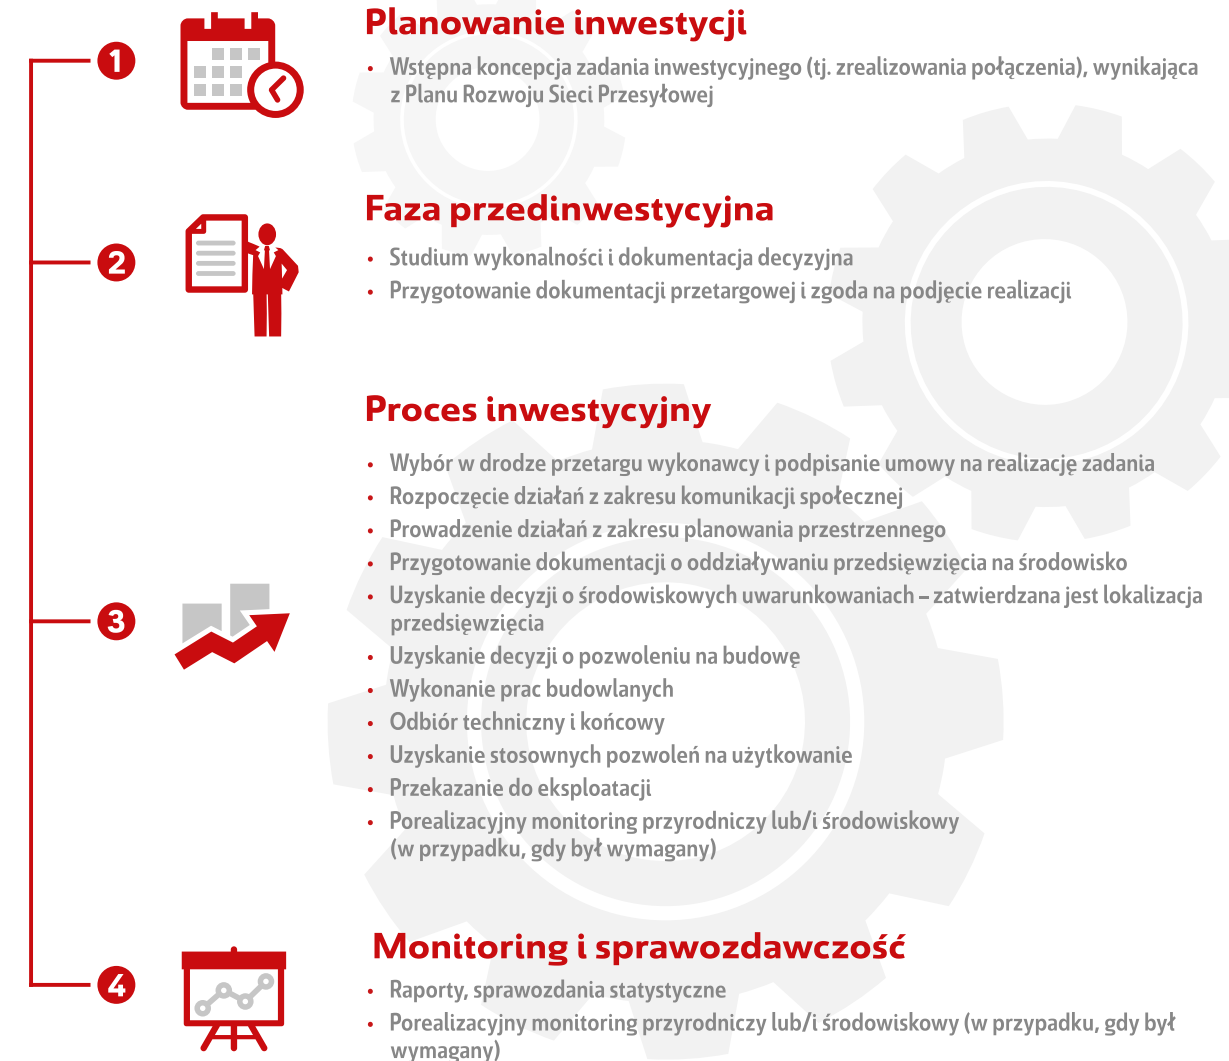 1
Planowanie inwestycji
• Wstępna koncepcja zadania inwestycyjnego (tj. zrealizowania połączenia), wynikająca
z Planu Rozwoju Sieci Przesyłowej
2
Faza przedinwestycyjna
• Studium wykonalności i dokumentacja decyzyjna
• Przygotowanie dokumentacji przetargowej i zgoda na podjęcie realizacji
3
Proces inwestycyjny
• Wybór w drodze przetargu wykonawcy i podpisanie umowy na realizację zadania
• Rozpoczęcie działań z zakresu komunikacji społecznej
• Prowadzenie działań z zakresu planowania przestrzennego
• Przygotowanie dokumentacji o oddziaływaniu przedsięwzięcia na środowisko
• Uzyskanie decyzji o środowiskowych uwarunkowaniach – zatwierdzana jest lokalizacja
przedsięwzięcia
• Uzyskanie decyzji o pozwoleniu na budowę
• Wykonanie prac budowlanych
• Odbiór techniczny i końcowy
• Uzyskanie stosownych pozwoleń na użytkowanie
• Przekazanie do eksploatacji
• Porealizacyjny monitoring przyrodniczy lub/i środowiskowy
(w przypadku, gdy był wymagany)
4
Monitoring i sprawozdawczość
• Raporty, sprawozdania statystyczne
• Porealizacyjny monitoring przyrodniczy lub/i środowiskowy (w przypadku, gdy był
wymagany)